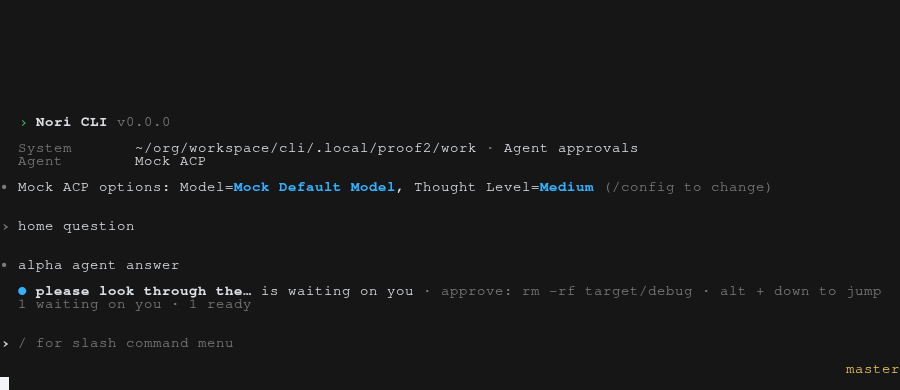 › Nori CLI v0.0.0
System ~/org/workspace/cli/.local/proof2/work · Agent approvals
Agent Mock ACP
• Mock ACP options: Model=Mock Default Model, Thought Level=Medium (/config to change)
› home question
• alpha agent answer
● please look through the… is waiting on you · approve: rm -rf target/debug · alt + down to jump
1 waiting on you · 1 ready
› / for slash command menu
master